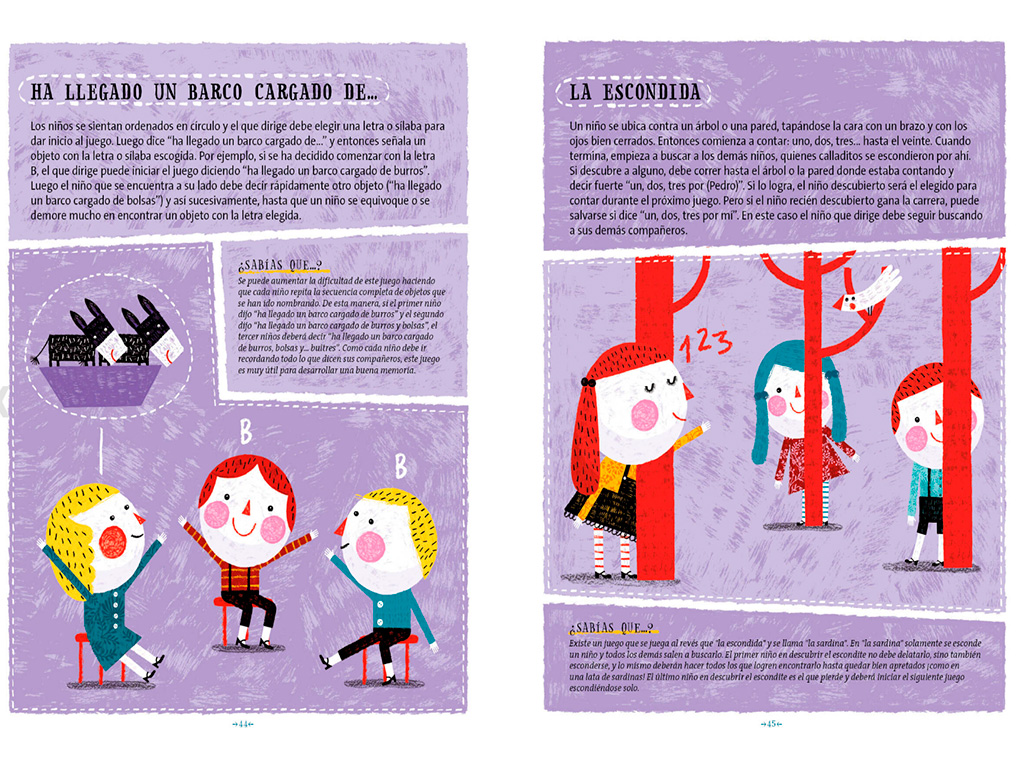 HA LLEGADO UN BARCO CARGADO DE...
Los niños se sientan ordenados en círculo y el que dirige debe elegir una letra o sílaba para
dar inicio al juego. Luego dice “ha llegado un barco cargado de...” y entonces señala un
objeto con la letra o sílaba escogida. Por ejemplo, si se ha decidido comenzar con la letra
B, el que dirige puede iniciar el juego diciendo “ha llegado un barco cargado de burros”.
Luego el niño que se encuentra a su lado debe decir rápidamente otro objeto (“ha llegado
un barco cargado de bolsas”) y así sucesivamente, hasta que un niño se equivoque o se
demore mucho en encontrar un objeto con la letra elegida.
¿SABÍAS QUE...?
Se puede aumentar la dificultad de este juego haciendo
que cada niño repita la secuencia completa de objetos que
se han ido nombrando. De esta manera, si el primer niño
dijo “ha llegado un barco cargado de burros” y el segundo
dijo “ha llegado un barco cargado de burros y bolsas”, el
tercer niños deberá decir “ha llegado un barco cargado
de burros, bolsas y... buitres”. Como cada niño debe ir
recordando todo lo que dicen sus compañeros, este juego
es muy útil para desarrollar una buena memoria.
B
B
44
LA ESCONDIDA
Un niño se ubica contra un árbol o una pared, tapándose la cara con un brazo y con los
ojos bien cerrados. Entonces comienza a contar: uno, dos, tres... hasta el veinte. Cuando
termina, empieza a buscar a los demás niños, quienes calladitos se escondieron por ahí.
Si descubre a alguno, debe correr hasta el árbol o la pared donde estaba contando y
decir fuerte “un, dos, tres por (Pedro)”. Si lo logra, el niño descubierto será el elegido para
contar durante el próximo juego. Pero si el niño recién descubierto gana la carrera, puede
salvarse si dice “un, dos, tres por mí”. En este caso el niño que dirige debe seguir buscando
a sus demás compañeros.
123
¿SABÍAS QUE...?
Existe un juego que se juega al revés que "la escondida" y se llama "la sardina". En "la sardina" solamente se esconde
un niño y todos los demás salen a buscarlo. El primer niño en descubrir el escondite no debe delatarlo, sino también
esconderse, y lo mismo deberán hacer todos los que logren encontrarlo hasta quedar bien apretados ¡como en
una lata de sardinas! El último niño en descubrir el escondite es el que pierde y deberá iniciar el siguiente juego
escondiéndose solo.
45